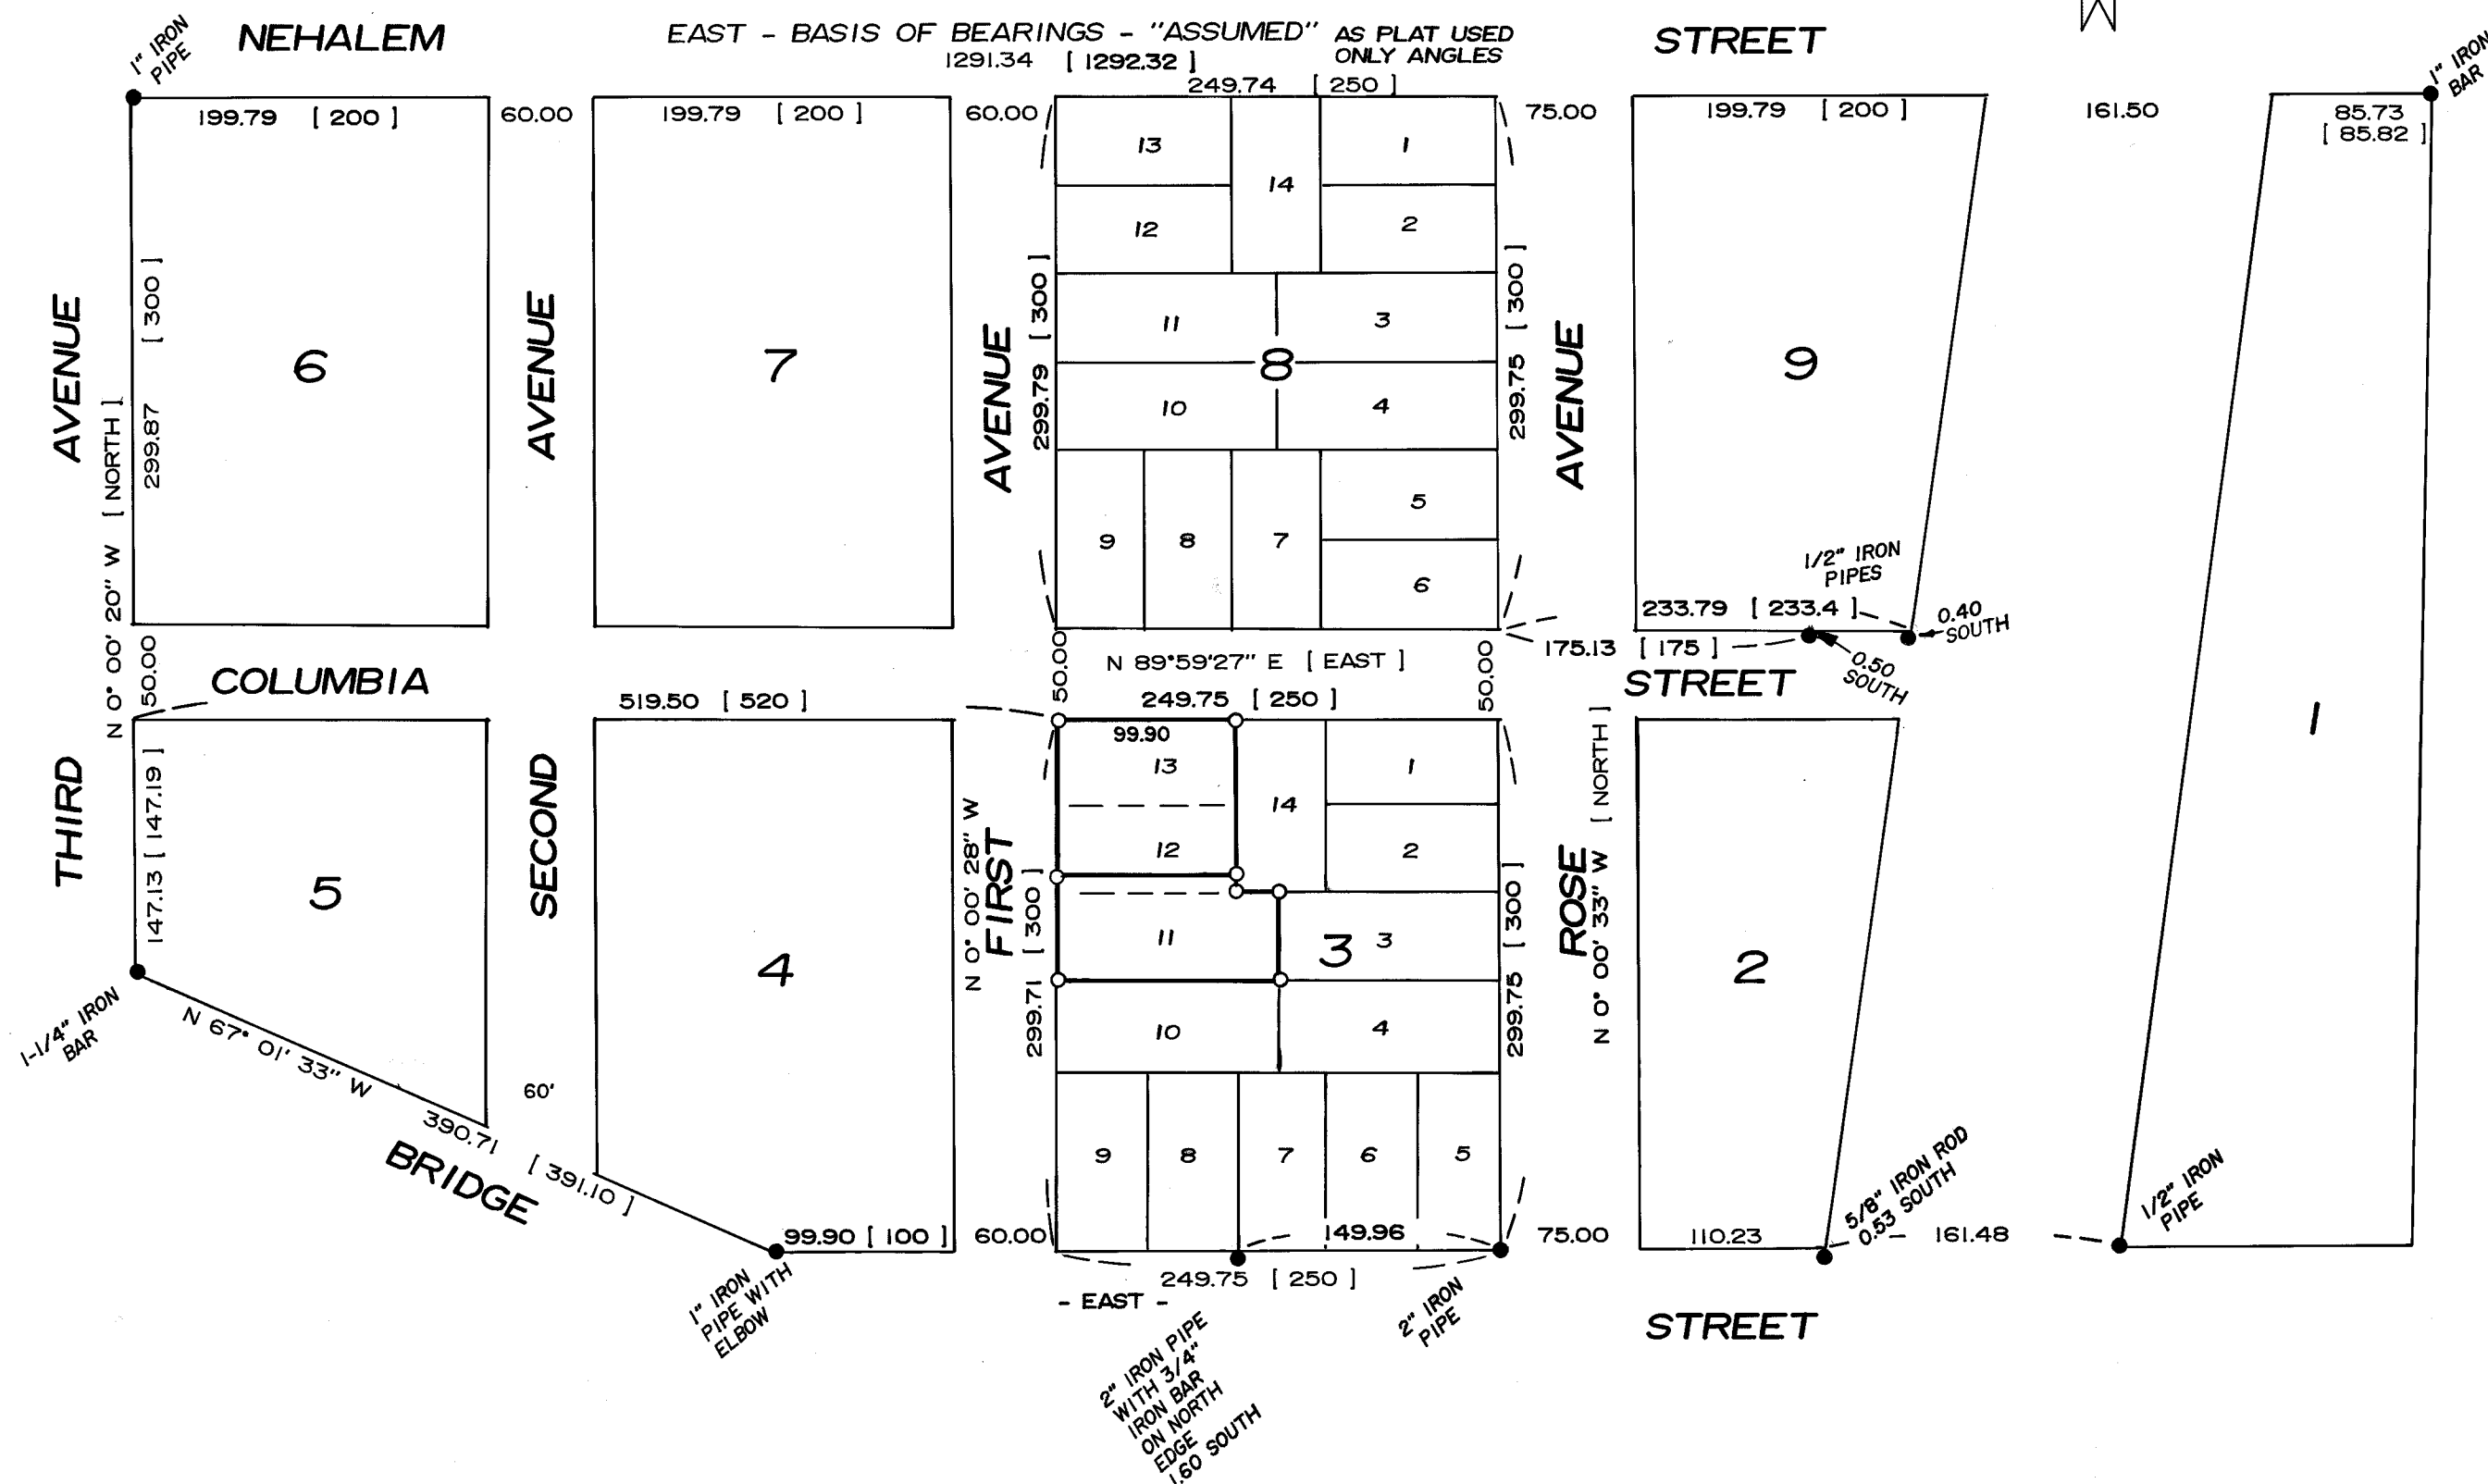 1" IRON
PIPE
NEHALEM
EAST - BASIS OF BEARINGS - "ASSUMED" AS PLAT USED
ONLY ANGLES
1291.34 [ 1292.32 ]
STREET
1" IRON
BAR
249.74 [ 250 ]
199.79 [ 200 ]
60.00
199.79 [ 200 ]
60.00
75.00
199.79 [ 200 ]
161.50
85.73
[ 85.82 ]
13
14
1
12
2
11
3
10
4
9
8
7
5
6
8
6
7
9
1
AVENUE
[ 300 ]
299.87
N 0° 00' 20" W [ NORTH ]
AVENUE
AVENUE
299.79 [ 300 ]
299.75 [ 300 ]
AVENUE
1/2" IRON
PIPES
233.79 [ 233.4 ]
0.40
SOUTH
175.13 [ 175 ]
0.50
SOUTH
50.00
COLUMBIA
50.00
N 89°59'27" E [ EAST ]
50.00
STREET
519.50 [ 520 ]
249.75 [ 250 ]
99.90
13
14
1
12
2
11
3
10
4
9
8
7
6
5
3
5
4
2
THIRD
147.13 [ 147.19 ]
SECOND
N 0° 00' 28" W
FIRST
299.71 [ 300 ]
299.75 [ 300 ]
ROSE
N 0° 00' 33" W [ NORTH ]
1-1/4" IRON
BAR
N 67° 01' 33" W
390.71
[ 391.10 ]
60'
BRIDGE
99.90 [ 100 ]
60.00
149.96
75.00
110.23
5/8" IRON ROD
0.53 SOUTH
161.48
1/2" IRON
PIPE
249.75 [ 250 ]
- EAST -
1" IRON
PIPE WITH
ELBOW
2" IRON PIPE
WITH 3/4"
IRON BAR
ON NORTH
EDGE
1.60 SOUTH
2" IRON
PIPE
STREET